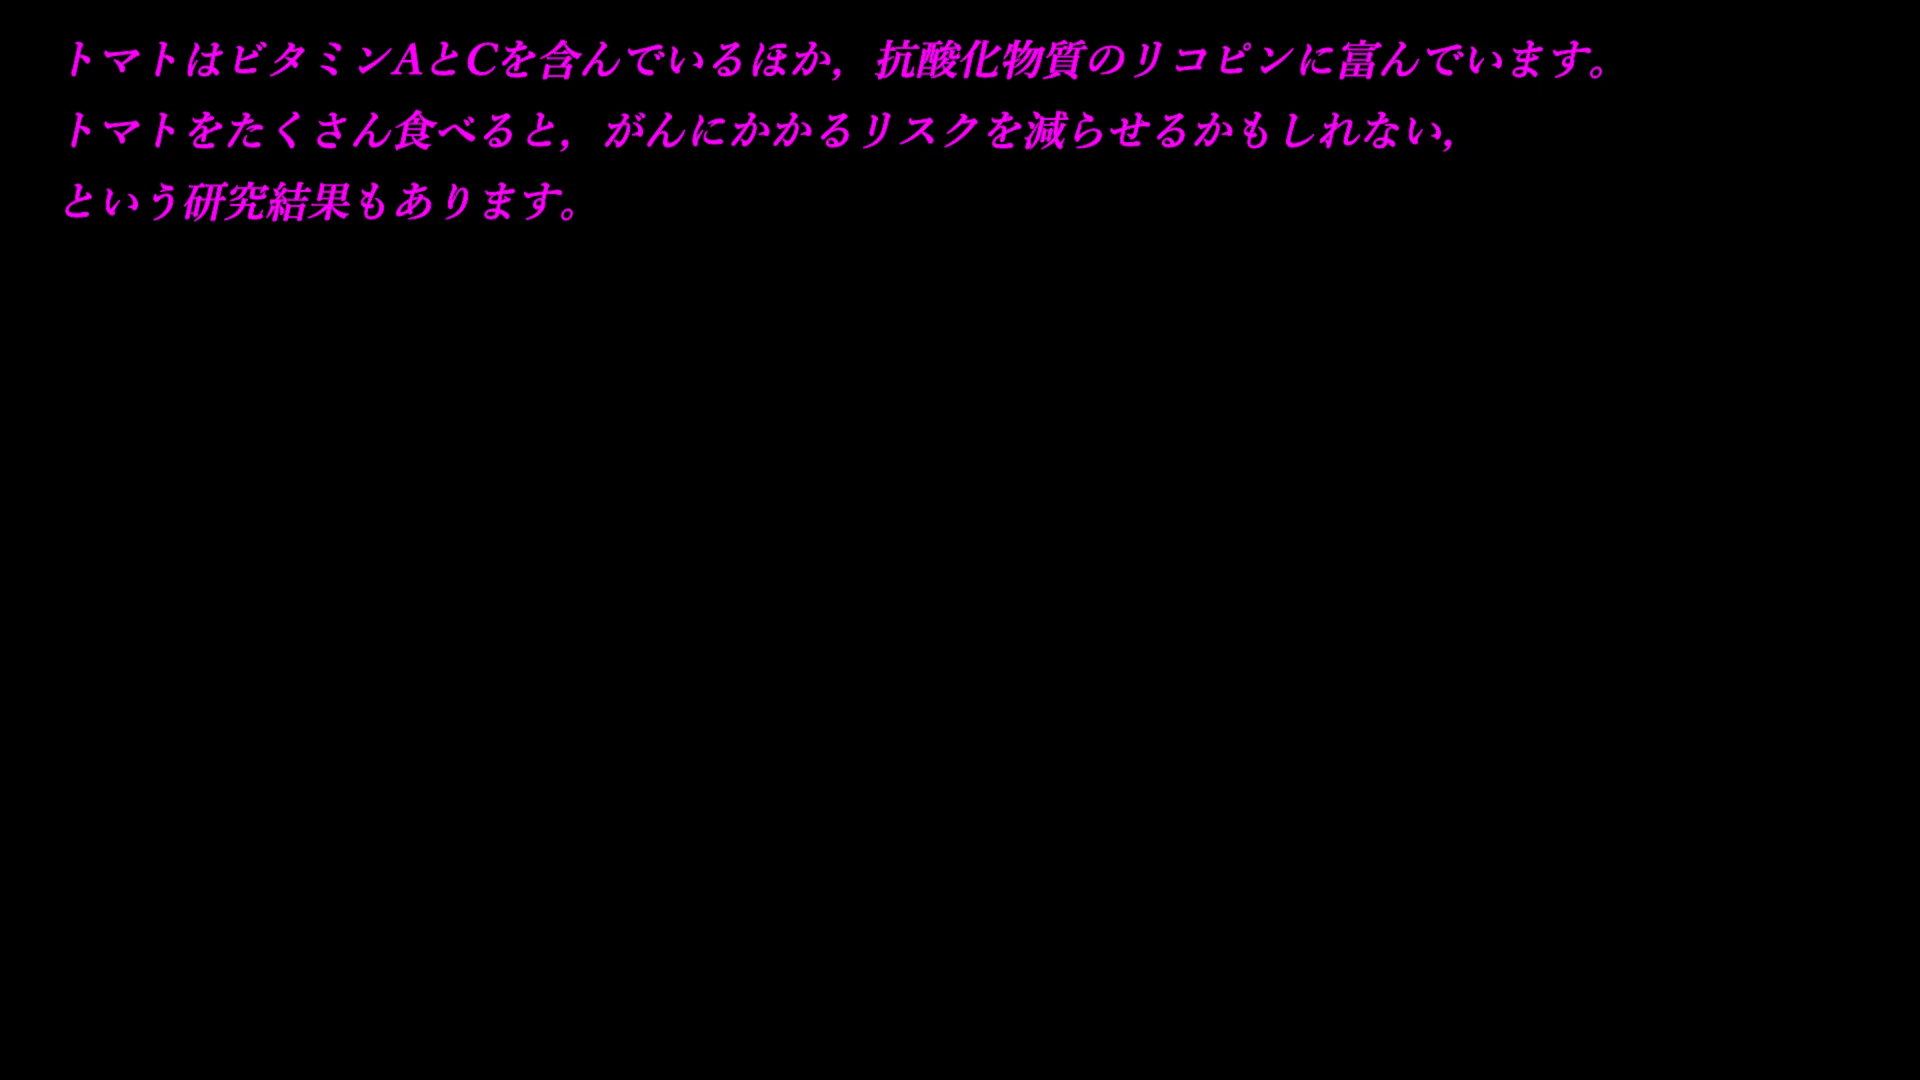 トマトはビタミンAとCを含んでいるほか，抗酸化物質のリコピンに富んでいます。
トマトをたくさん食べると，がんにかかるリスクを減らせるかもしれない，
という研究結果もあります。